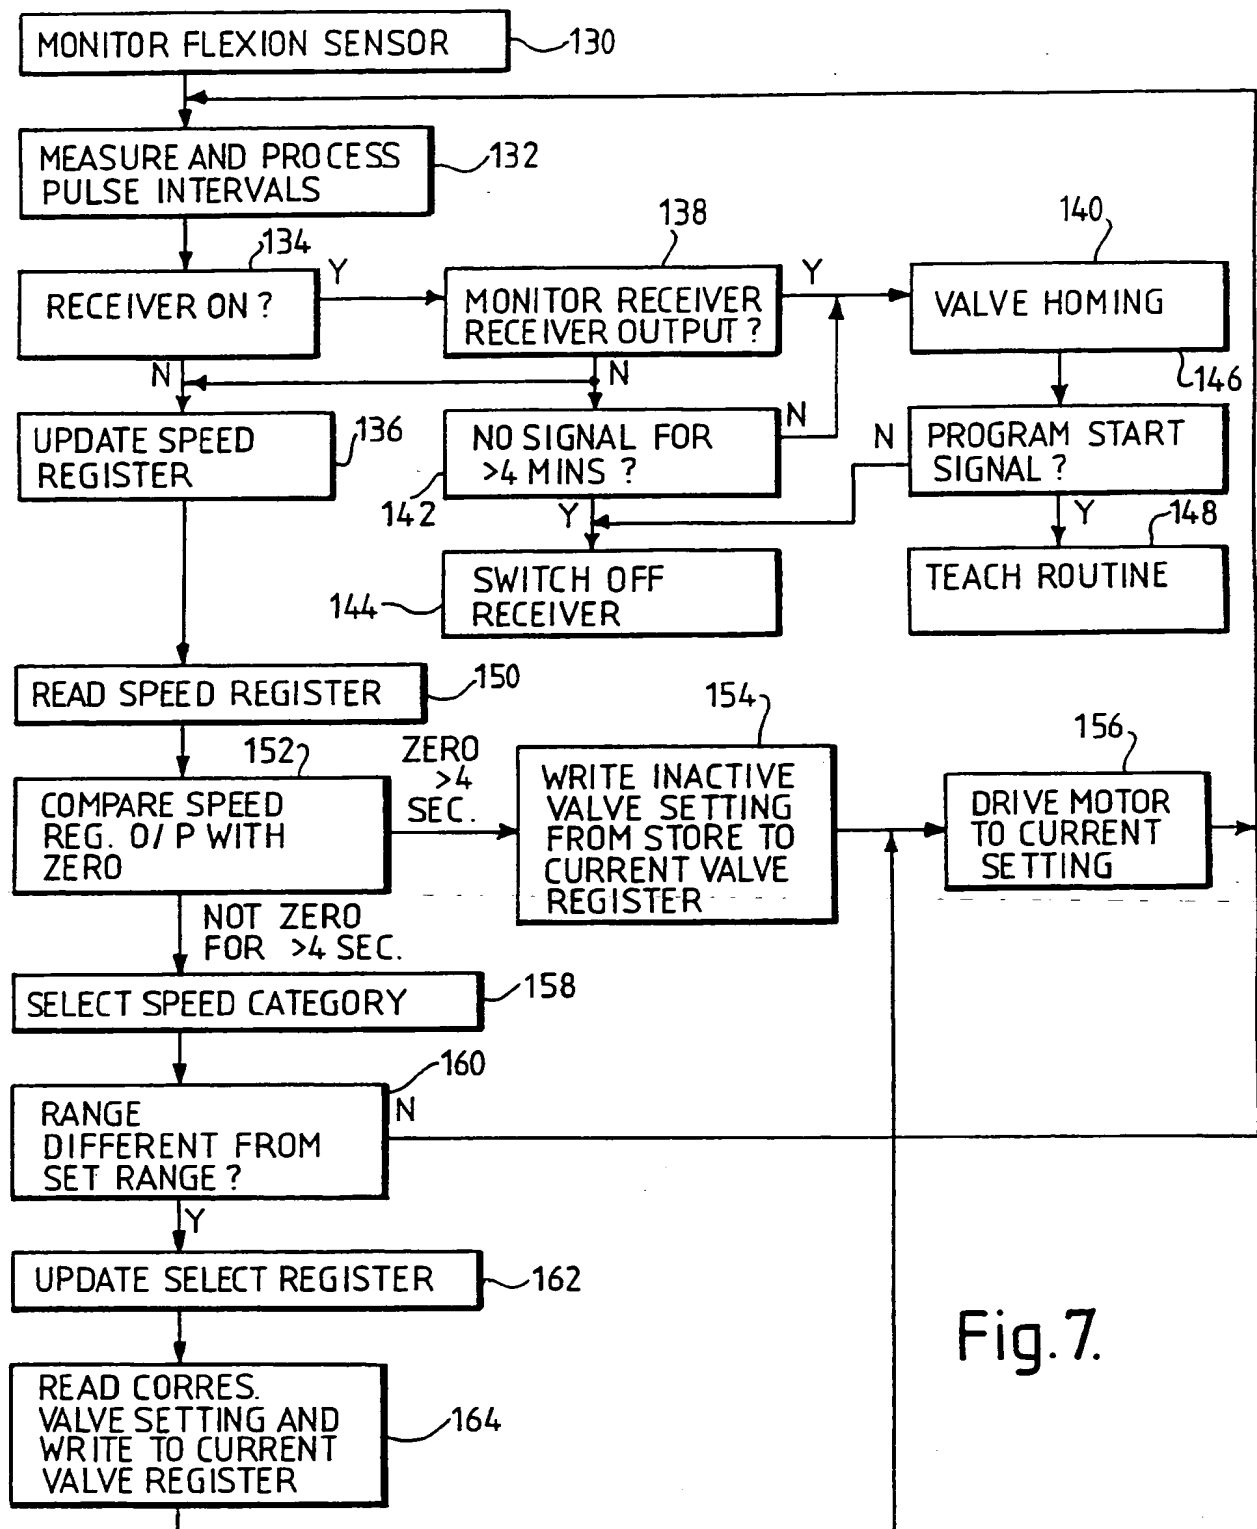 MONITOR FLEXION SENSOR
130
MEASURE AND PROCESS
PULSE INTERVALS
132
134
RECEIVER ON ?
Y
N
138
MONITOR RECEIVER
RECEIVER OUTPUT ?
Y
N
140
VALVE HOMING
146
UPDATE SPEED
REGISTER
136
NO SIGNAL FOR
>4 MINS ?
N
142
Y
N
PROGRAM START
SIGNAL ?
Y
148
144
SWITCH OFF
RECEIVER
TEACH ROUTINE
READ SPEED REGISTER
150
152
COMPARE SPEED
REG. O/P WITH
ZERO
ZERO
>4
SEC.
154
WRITE INACTIVE
VALVE SETTING
FROM STORE TO
CURRENT VALVE
REGISTER
156
DRIVE MOTOR
TO CURRENT
SETTING
NOT ZERO
FOR >4 SEC.
SELECT SPEED CATEGORY
158
160
RANGE
DIFFERENT FROM
SET RANGE ?
N
Y
UPDATE SELECT REGISTER
162
READ CORRES.
VALVE SETTING AND
WRITE TO CURRENT
VALVE REGISTER
164
Fig.7.